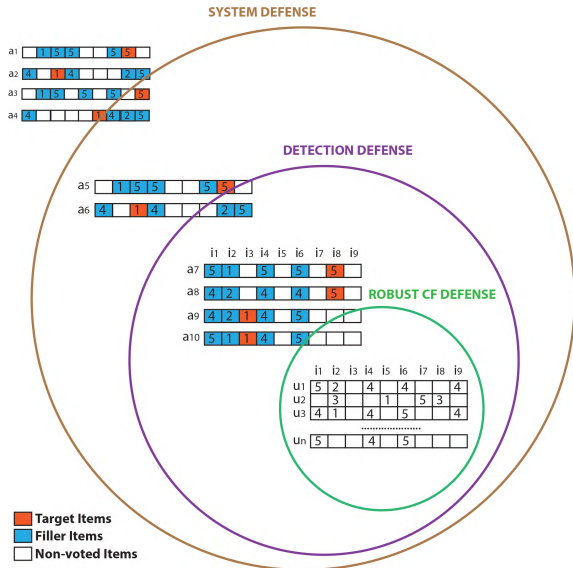 SYSTEM DEFENSE
a1 1 5 5 5 5
a2 4 1 4 2 5
a3 1 5 5 5 5
a4 4 1 4 2 5
DETECTION DEFENSE
a5 1 5 5 5 5
a6 4 1 4 2 5
i1 i2 i3 i4 i5 i6 i7 i8 i9
a7 5 1 5 5 5
a8 4 2 4 4 5
a9 4 2 1 4 5
a10 5 1 1 4 5
ROBUST CF DEFENSE
i1 i2 i3 i4 i5 i6 i7 i8 i9
u1 5 2 4 4 4
u2 3 1 5 3
u3 4 1 4 5 4
....................
un 5 4 5
Target Items
Filler Items
Non-voted Items